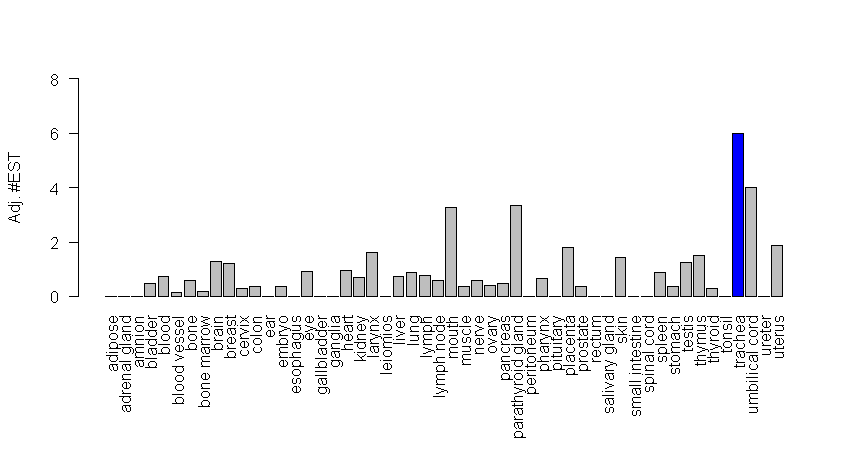 Adj. #EST
8
6
4
2
0
adipose
adrenal gland
amnion
bladder
blood
blood vessel
bone
bone marrow
brain
breast
cervix
colon
ear
embryo
esophagus
eye
gallbladder
ganglia
heart
kidney
larynx
leiomios
liver
lung
lymph
lymph node
mouth
muscle
nerve
ovary
pancreas
parathyroid gland
peritoneum
pharynx
pituitary
placenta
prostate
rectum
salivary gland
skin
small intestine
spinal cord
spleen
stomach
testis
thymus
thyroid
tonsil
trachea
umbilical cord
ureter
uterus